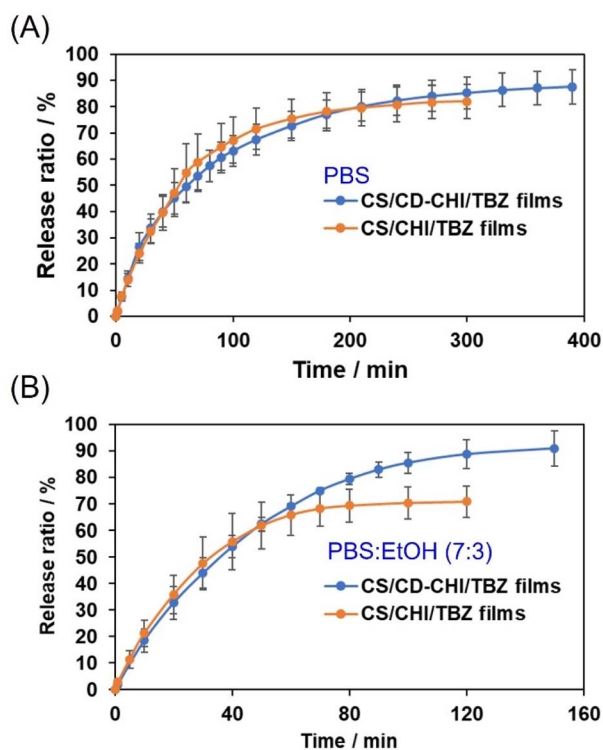 (A)
Release ratio / %
100
90
80
70
60
50
40
30
20
10
0
PBS
CS/CD-CHI/TBZ films
CS/CHI/TBZ films
0 100 200 300 400
Time / min
(B)
Release ratio / %
100
90
80
70
60
50
40
30
20
10
0
PBS:EtOH (7:3)
CS/CD-CHI/TBZ films
CS/CHI/TBZ films
0 40 80 120 160
Time / min